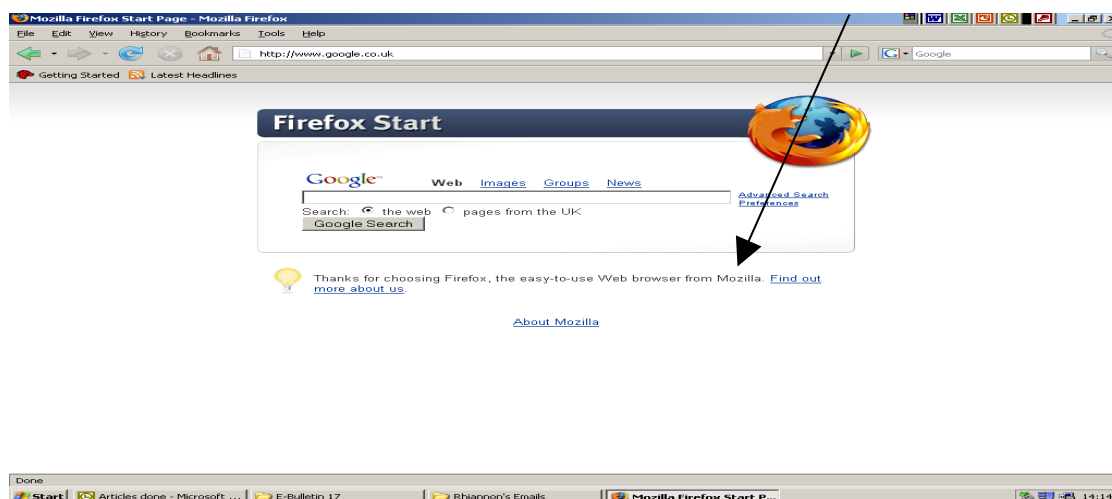 Mozilla Firefox Start Page - Mozilla Firefox
File Edit View History Bookmarks Tools Help
http://www.google.co.uk
G Google
Getting Started Latest Headlines
Firefox Start
Google™ Web Images Groups News
Advanced Search
Preferences
Search: the web pages from the UK
Google Search
Thanks for choosing Firefox, the easy-to-use Web browser from Mozilla. Find out
more about us.
About Mozilla
Done
Start Articles done - Microsoft ... E-Bulletin 17 Rhiannon's Emails Mozilla Firefox Start P... 14:14